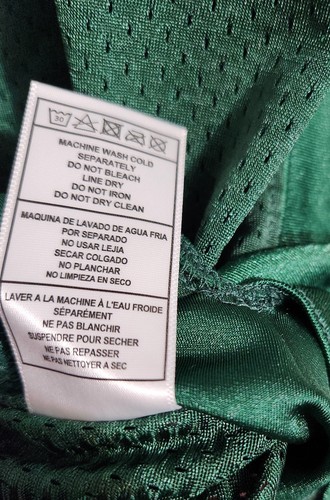 30
MACHINE WASH COLD
SEPARATELY
DO NOT BLEACH
LINE DRY
DO NOT IRON
DO NOT DRY CLEAN
MAQUINA DE LAVADO DE AGUA FRIA
POR SEPARADO
NO USAR LEJIA
SECAR COLGADO
NO PLANCHAR
NO LIMPIEZA EN SECO
LAVER A LA MACHINE À L'EAU FROIDE
SÉPARÉMENT
NE PAS BLANCHIR
SUSPENDRE POUR SECHER
NE PAS REPASSER
NE PAS NETTOYER A SEC